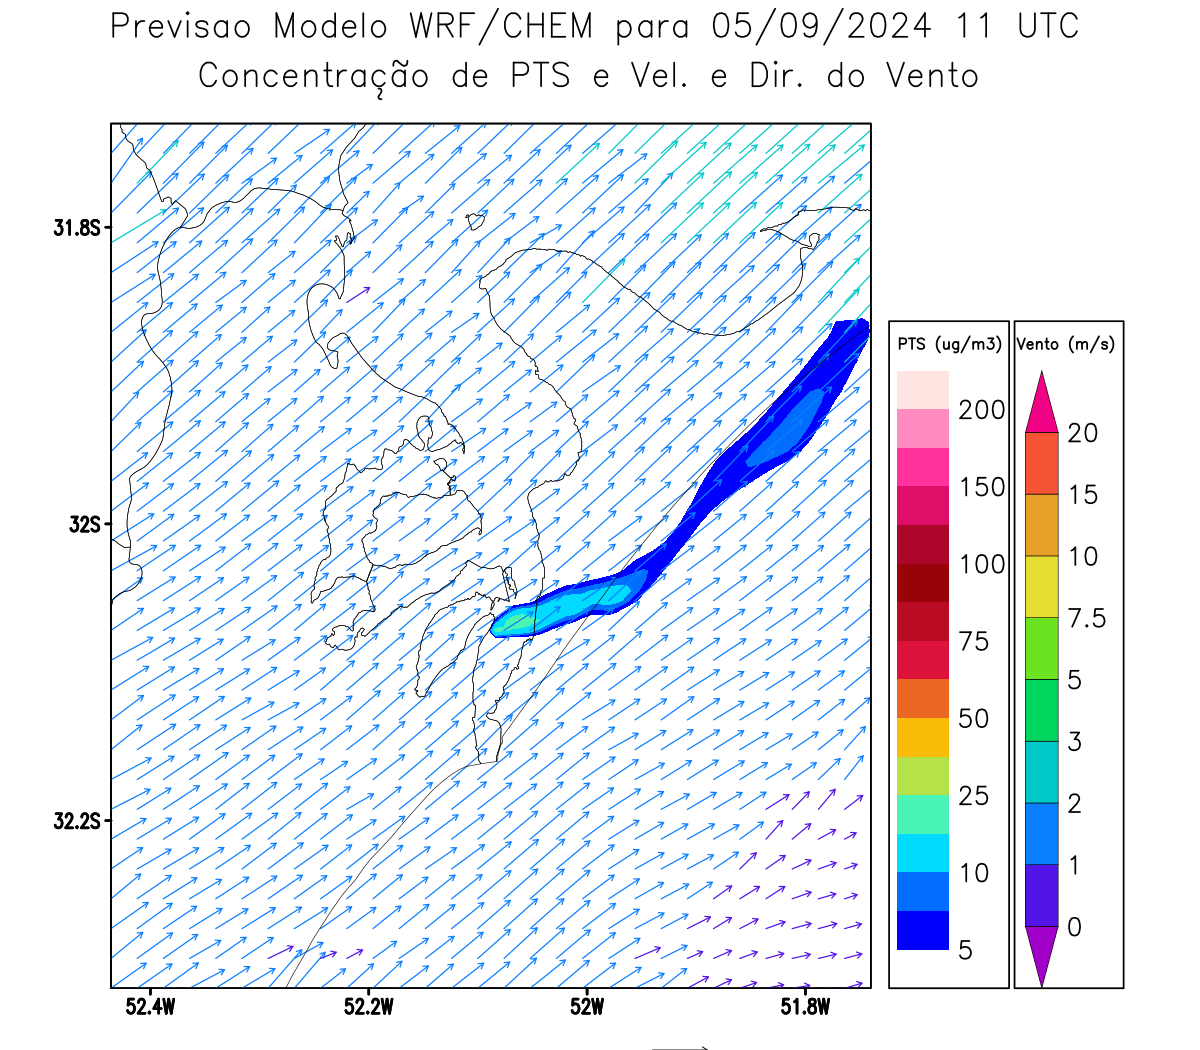 Previsao Modelo WRF/CHEM para 05/09/2024 11 UTC
Concentração de PTS e Vel. e Dir. do Vento
31.8S
32S
32.2S
52.4W
52.2W
52W
51.8W
PTS (ug/m3)
200
150
100
75
50
25
10
5
Vento (m/s)
20
15
10
7.5
5
3
2
1
0